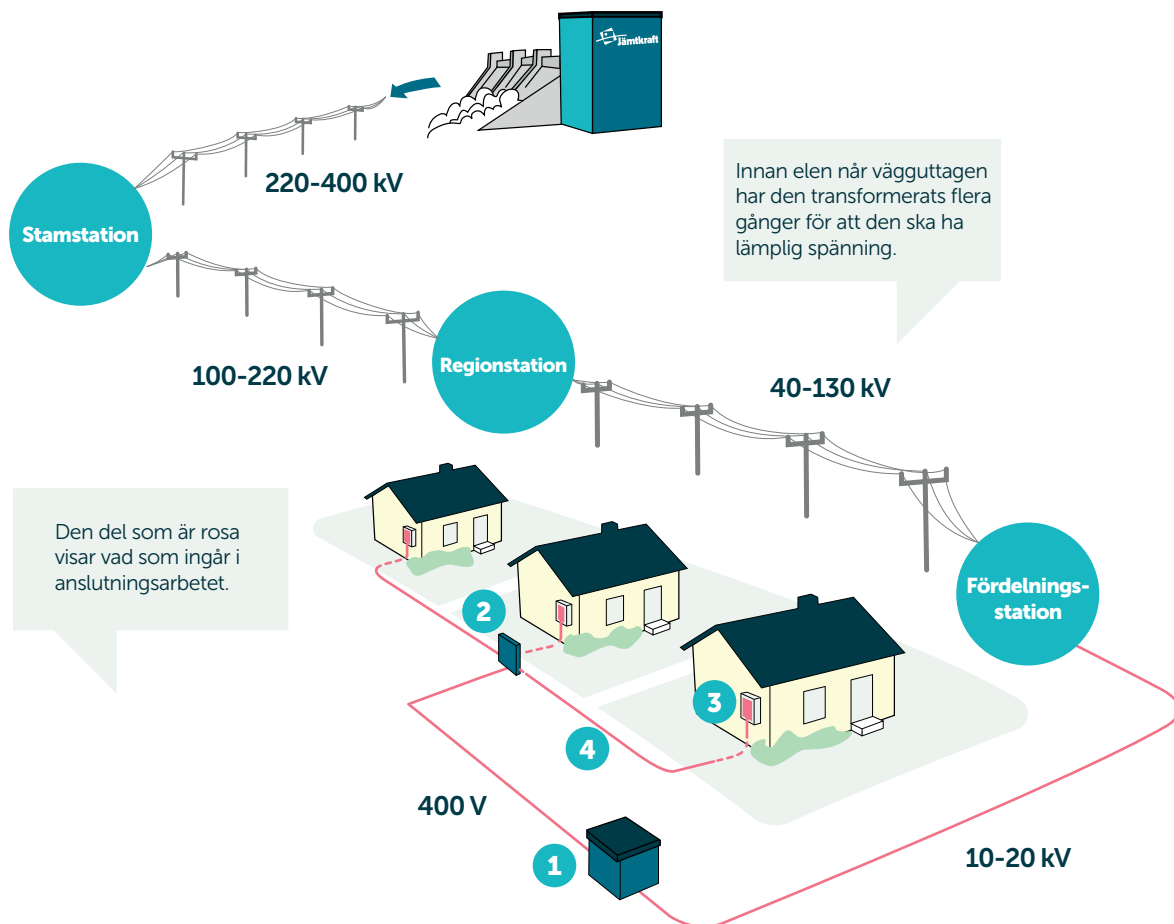 Jämtkraft
220-400 kV
Innan elen når vägguttagen
har den transformerats flera
gånger för att den ska ha
lämplig spänning.
Stamstation
Regionstation
100-220 kV
40-130 kV
Den del som är rosa
visar vad som ingår i
anslutningsarbetet.
Fördelnings-
station
2
3
4
400 V
1
10-20 kV